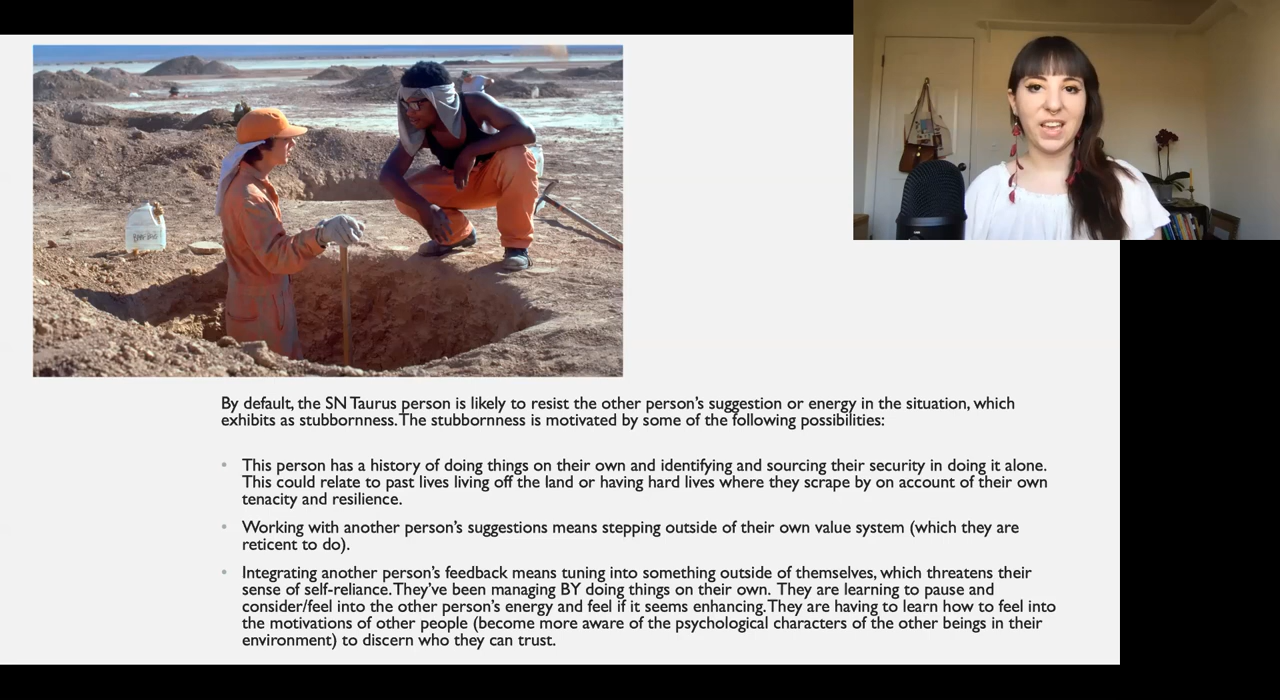 By default, the SN Taurus person is likely to resist the other person's suggestion or energy in the situation, which
exhibits as stubbornness. The stubbornness is motivated by some of the following possibilities:
• This person has a history of doing things on their own and identifying and sourcing their security in doing it alone.
This could relate to past lives living off the land or having hard lives where they scrape by on account of their own
tenacity and resilience.
• Working with another person's suggestions means stepping outside of their own value system (which they are
reticent to do).
• Integrating another person's feedback means tuning into something outside of themselves, which threatens their
sense of self-reliance. They've been managing BY doing things on their own. They are learning to pause and
consider/feel into the other person's energy and feel if it seems enhancing. They are having to learn how to feel into
the motivations of other people (become more aware of the psychological characters of the other beings in their
environment) to discern who they can trust.